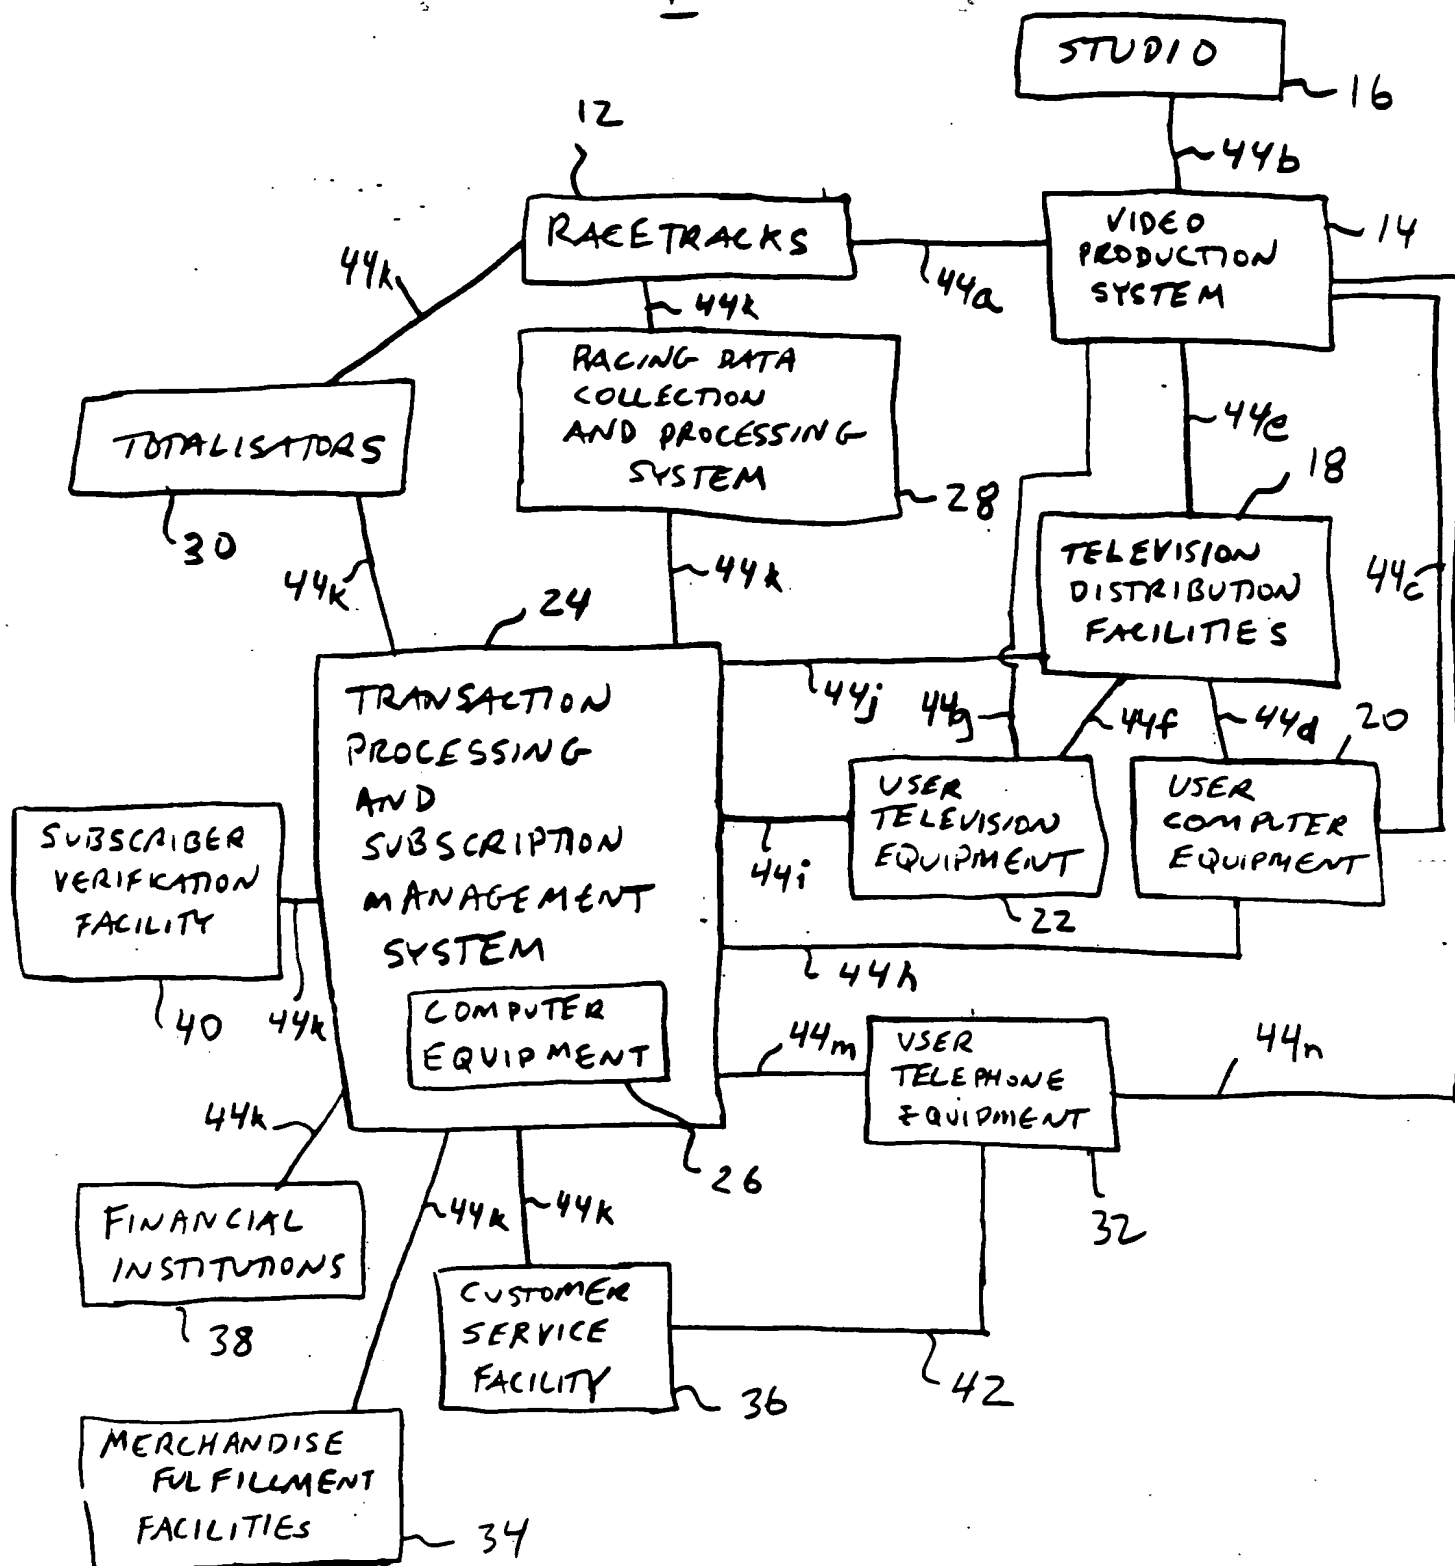 STUDIO
16
12
44b
RACETRACKS
VIDEO
PRODUCTION
SYSTEM
14
44k
44a
44k
RACING DATA
COLLECTION
AND PROCESSING
SYSTEM
28
TOTALISATORS
30
44e
18
TELEVISION
DISTRIBUTION
FACILITIES
44c
44k
44k
24
TRANSACTION
PROCESSING
AND
SUBSCRIPTION
MANAGEMENT
SYSTEM
44j
44g
44f
44d
20
USER
TELEVISION
EQUIPMENT
22
USER
COMPUTER
EQUIPMENT
44i
SUBSCRIBER
VERIFICATION
FACILITY
40
44k
44h
COMPUTER
EQUIPMENT
26
44m
USER
TELEPHONE
EQUIPMENT
32
44n
44k
FINANCIAL
INSTITUTIONS
38
44k
44k
CUSTOMER
SERVICE
FACILITY
36
42
MERCHANDISE
FULFILLMENT
FACILITIES
34